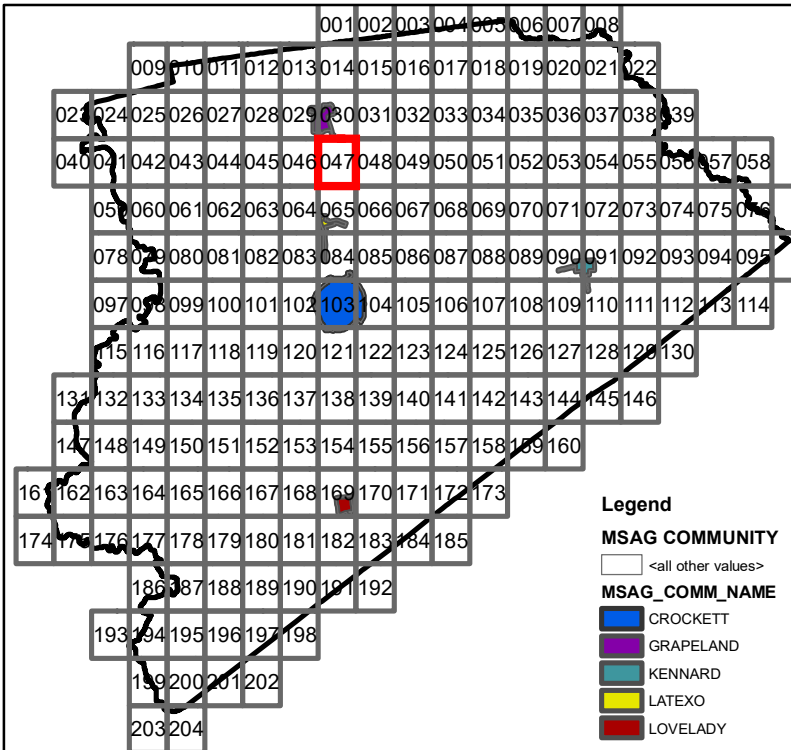 001 002 003 004 005 006 007 008
009 010 011 012 013 014 015 016 017 018 019 020 021 022
023 024 025 026 027 028 029 030 031 032 033 034 035 036 037 038 039
040 041 042 043 044 045 046 047 048 049 050 051 052 053 054 055 056 057 058
059 060 061 062 063 064 065 066 067 068 069 070 071 072 073 074 075 076
078 079 080 081 082 083 084 085 086 087 088 089 090 091 092 093 094 095
097 098 099 100 101 102 103 104 105 106 107 108 109 110 111 112 113 114
115 116 117 118 119 120 121 122 123 124 125 126 127 128 129 130
131 132 133 134 135 136 137 138 139 140 141 142 143 144 145 146
147 148 149 150 151 152 153 154 155 156 157 158 159 160
161 162 163 164 165 166 167 168 169 170 171 172 173
174 175 176 177 178 179 180 181 182 183 184 185
186 187 188 189 190 191 192
193 194 195 196 197 198
199 200 201 202
203 204
Legend
MSAG COMMUNITY
<all other values>
MSAG_COMM_NAME
CROCKETT
GRAPELAND
KENNARD
LATEXO
LOVELADY